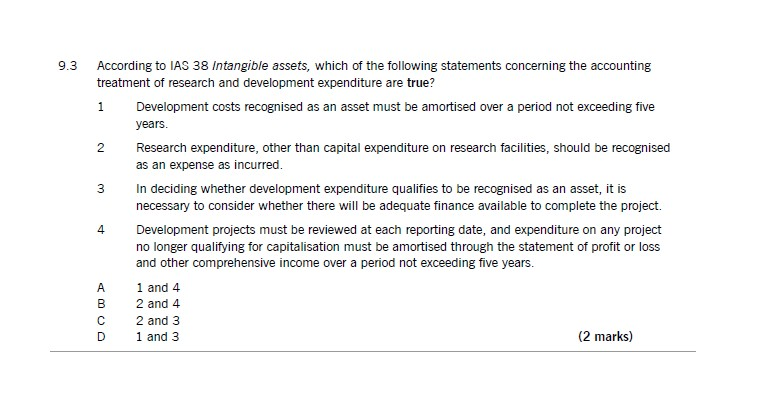 9.3 According to IAS 38 Intangible assets, which of the following statements concerning the accounting
treatment of research and development expenditure are true?
1 Development costs recognised as an asset must be amortised over a period not exceeding five
years.
2 Research expenditure, other than capital expenditure on research facilities, should be recognised
as an expense as incurred.
3 In deciding whether development expenditure qualifies to be recognised as an asset, it is
necessary to consider whether there will be adequate finance available to complete the project.
4 Development projects must be reviewed at each reporting date, and expenditure on any project
no longer qualifying for capitalisation must be amortised through the statement of profit or loss
and other comprehensive income over a period not exceeding five years.
A 1 and 4
B 2 and 4
C 2 and 3
D 1 and 3 (2 marks)